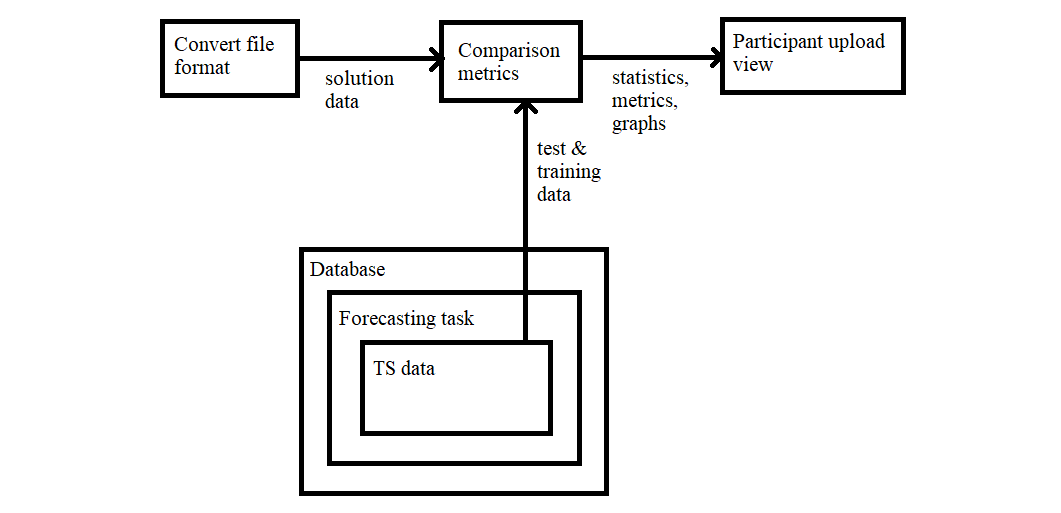 Convert file
format
solution
data
Comparison
metrics
statistics,
metrics,
graphs
Participant upload
view
test &
training
data
Database
Forecasting task
TS data